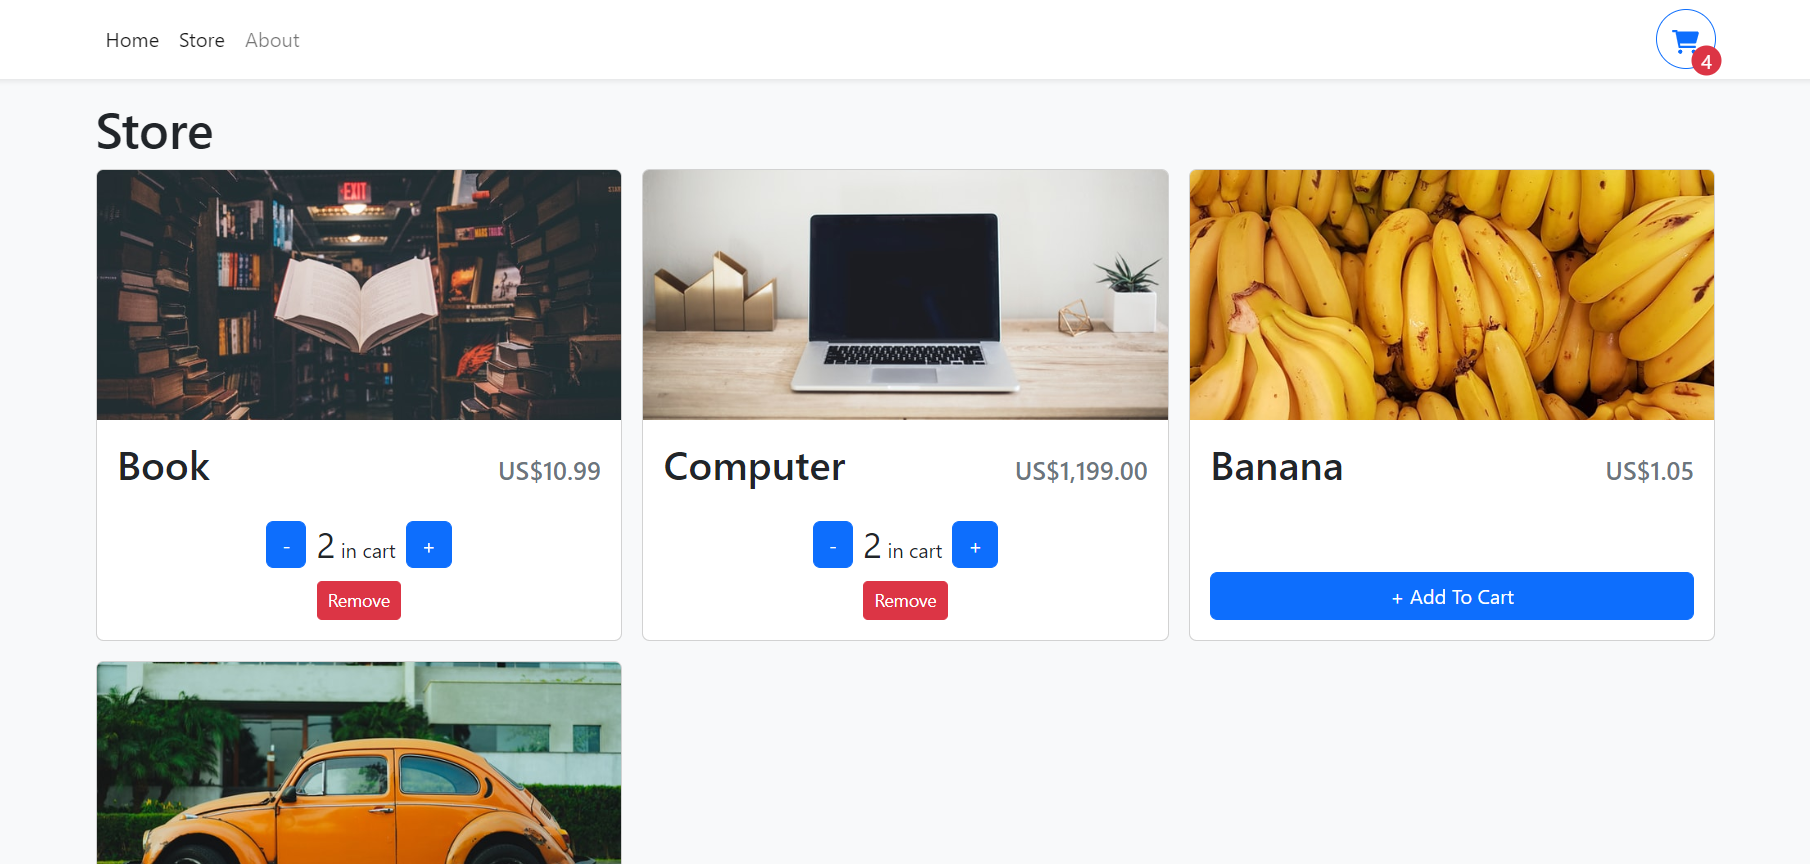 Home Store About
4
Store
EXIT
Book US$10.99
- 2 in cart +
Remove
Computer US$1,199.00
- 2 in cart +
Remove
Banana US$1.05
+ Add To Cart